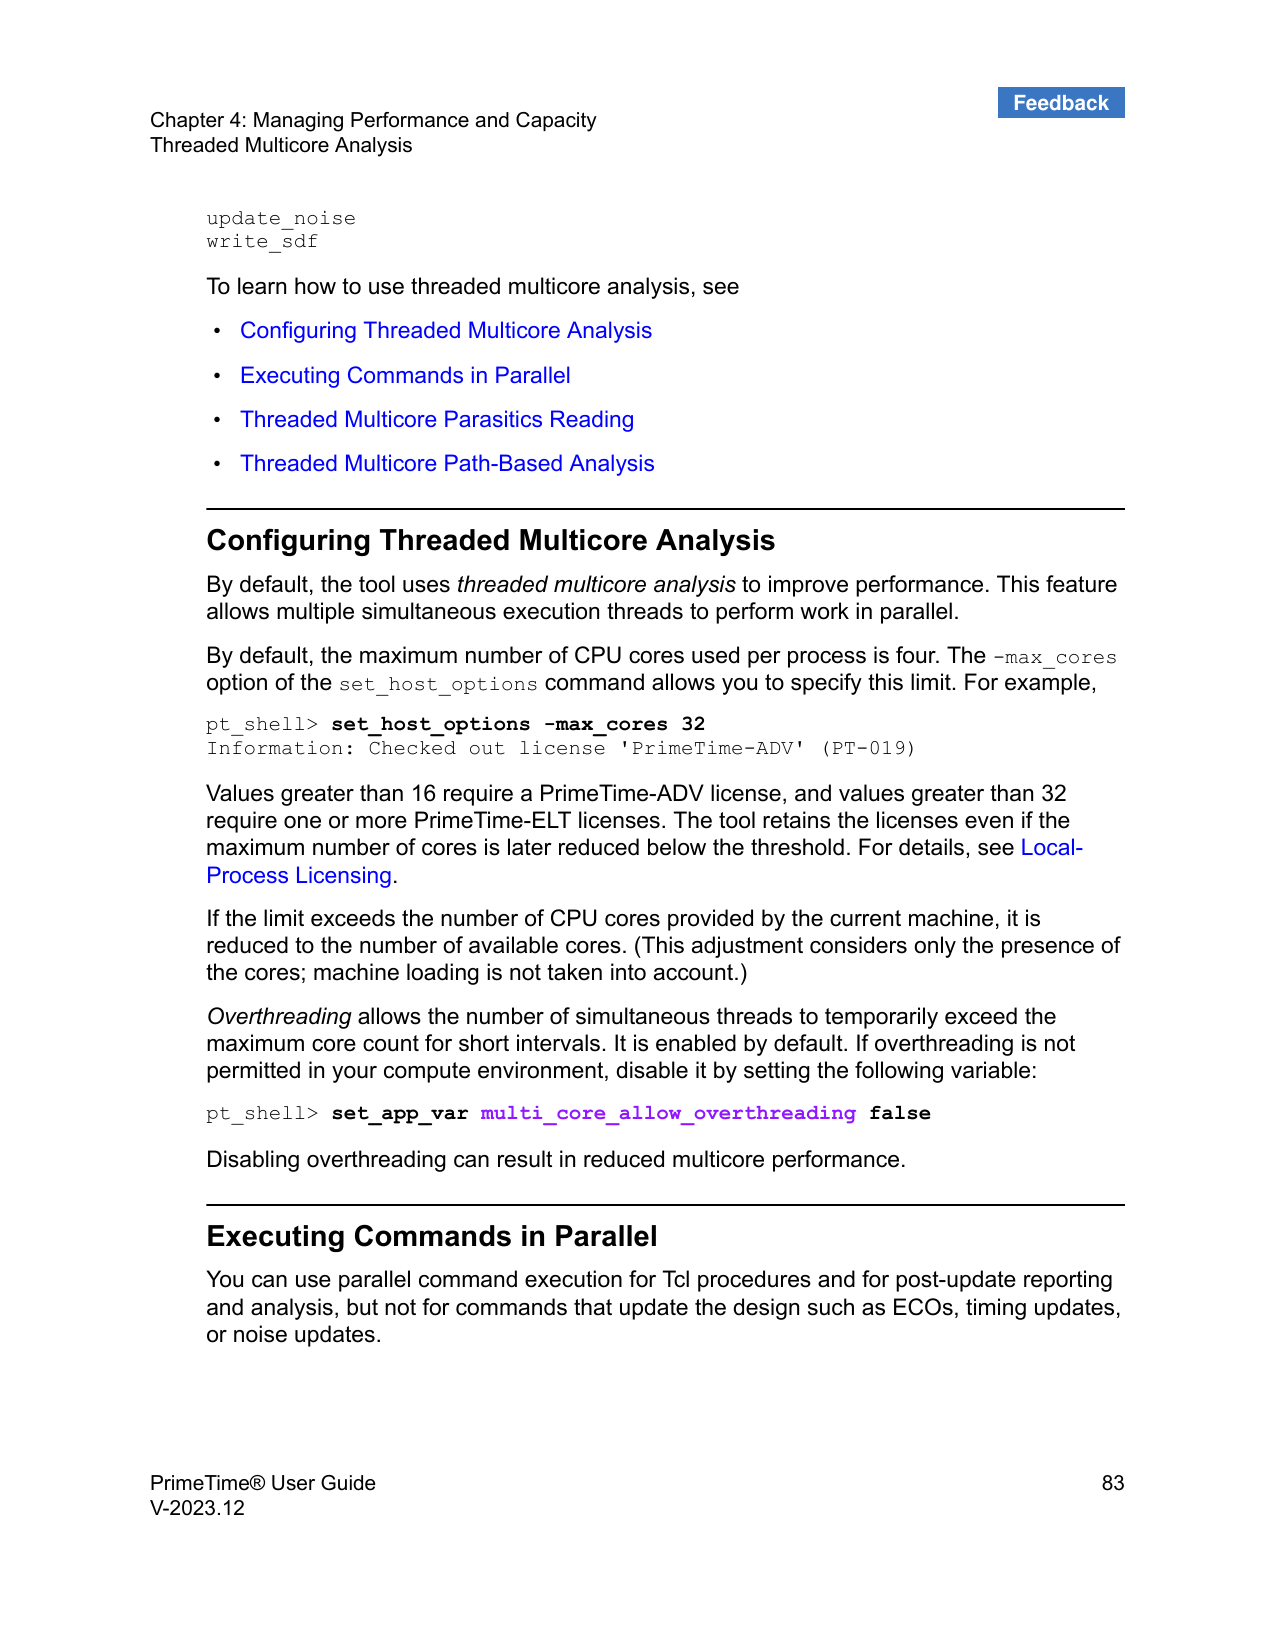 Feedback
Chapter 4: Managing Performance and Capacity
Threaded Multicore Analysis
update_noise
write_sdf
To learn how to use threaded multicore analysis, see
• Configuring Threaded Multicore Analysis
• Executing Commands in Parallel
• Threaded Multicore Parasitics Reading
• Threaded Multicore Path-Based Analysis
Configuring Threaded Multicore Analysis
By default, the tool uses threaded multicore analysis to improve performance. This feature
allows multiple simultaneous execution threads to perform work in parallel.
By default, the maximum number of CPU cores used per process is four. The -max_cores
option of the set_host_options command allows you to specify this limit. For example,
pt_shell> set_host_options -max_cores 32
Information: Checked out license 'PrimeTime-ADV' (PT-019)
Values greater than 16 require a PrimeTime-ADV license, and values greater than 32
require one or more PrimeTime-ELT licenses. The tool retains the licenses even if the
maximum number of cores is later reduced below the threshold. For details, see Local-
Process Licensing.
If the limit exceeds the number of CPU cores provided by the current machine, it is
reduced to the number of available cores. (This adjustment considers only the presence of
the cores; machine loading is not taken into account.)
Overthreading allows the number of simultaneous threads to temporarily exceed the
maximum core count for short intervals. It is enabled by default. If overthreading is not
permitted in your compute environment, disable it by setting the following variable:
pt_shell> set_app_var multi_core_allow_overthreading false
Disabling overthreading can result in reduced multicore performance.
Executing Commands in Parallel
You can use parallel command execution for Tcl procedures and for post-update reporting
and analysis, but not for commands that update the design such as ECOs, timing updates,
or noise updates.
PrimeTime® User Guide 83
V-2023.12